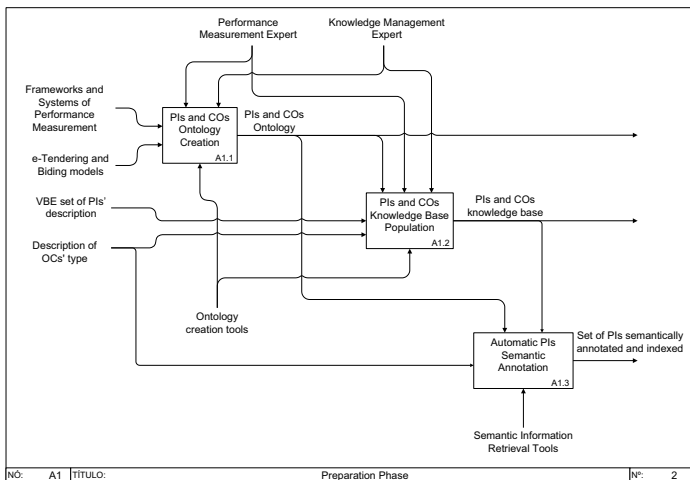 Performance
Measurement Expert
Knowledge Management
Expert
Frameworks and
Systems of
Performance
Measurement
e-Tendering and
Biding models
PIs and COs
Ontology
Creation
A1.1
PIs and COs
Ontology
VBE set of PIs'
description
Description of
OCs' type
PIs and COs
Knowledge Base
Population
A1.2
PIs and COs
knowledge base
Ontology
creation tools
Automatic PIs
Semantic
Annotation
A1.3
Set of PIs semantically
annotated and indexed
Semantic Information
Retrieval Tools
NÓ: A1 TÍTULO: Preparation Phase Nº: 2